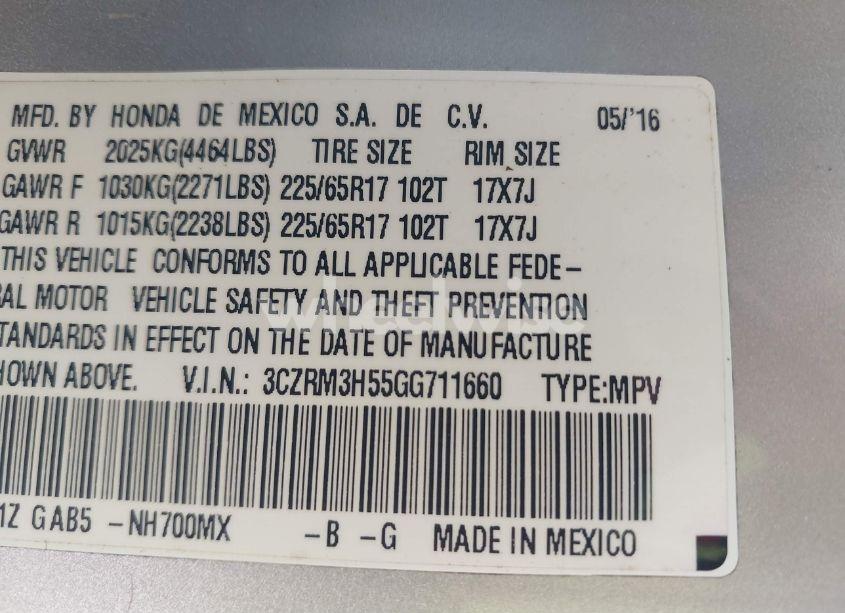 MFD. BY HONDA DE MEXICO S.A. DE C.V. 05/'16
GVWR 2025KG(4464LBS) TIRE SIZE RIM SIZE
GAWR F 1030KG(2271LBS) 225/65R17 102T 17X7J
GAWR R 1015KG(2238LBS) 225/65R17 102T 17X7J
THIS VEHICLE CONFORMS TO ALL APPLICABLE FEDE-
RAL MOTOR VEHICLE SAFETY AND THEFT PREVENTION
STANDARDS IN EFFECT ON THE DATE OF MANUFACTURE
HOWN ABOVE. V.I.N.: 3CZRM3H55GG711660 TYPE:MPV
1Z GAB5 -NH700MX -B -G MADE IN MEXICO